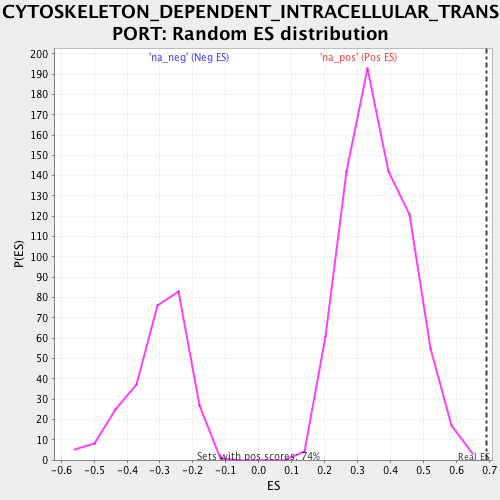 CYTOSKELETON_DEPENDENT_INTRACELLULAR_TRANS
PORT: Random ES distribution
'na_neg' (Neg ES)
'na_pos' (Pos ES)
200
190
180
170
160
150
140
130
120
110
100
90
80
70
60
50
40
30
20
10
0
P(ES)
Sets with pos scores: 74%
Real ES
-0.6 -0.5 -0.4 -0.3 -0.2 -0.1 0.0 0.1 0.2 0.3 0.4 0.5 0.6 0.7
ES